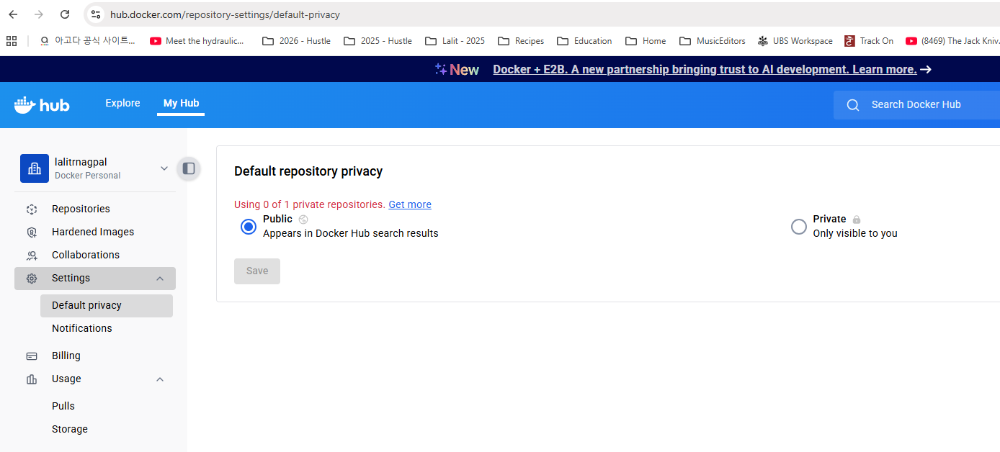 hub.docker.com/repository-settings/default-privacy
아고다 공식 사이트... Meet the hydraulic... 2026 - Hustle 2025 - Hustle Lalit - 2025 Recipes Education Home MusicEditors UBS Workspace Track On (8469) The Jack Kniv...
New Docker + E2B. A new partnership bringing trust to AI development. Learn more. →
hub Explore My Hub Search Docker Hub
lalitrnagpal
Docker Personal
Repositories
Hardened Images
Collaborations
Settings
Default privacy
Notifications
Billing
Usage
Pulls
Storage
Default repository privacy
Using 0 of 1 private repositories. Get more
Public
Appears in Docker Hub search results
Private
Only visible to you
Save